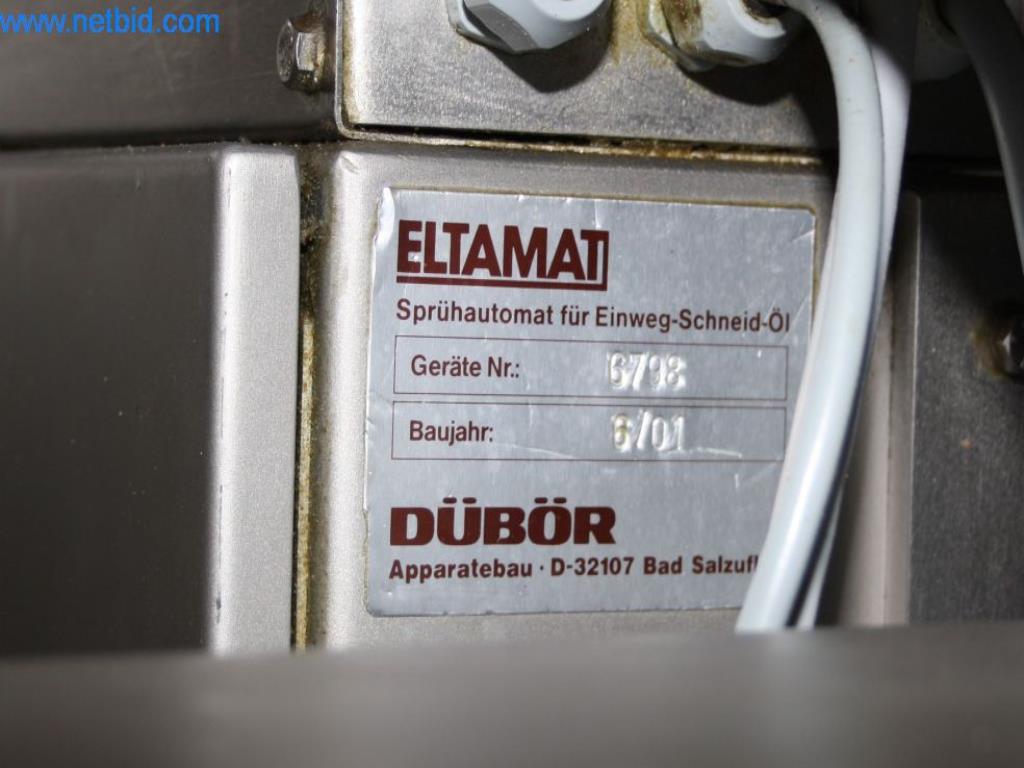 www.netbid.com
ELTAMAT
Sprühautomat für Einweg-Schneid-Öl
Geräte Nr.: 6798
Baujahr: 6/01
DÜBÖR
Apparatebau · D-32107 Bad